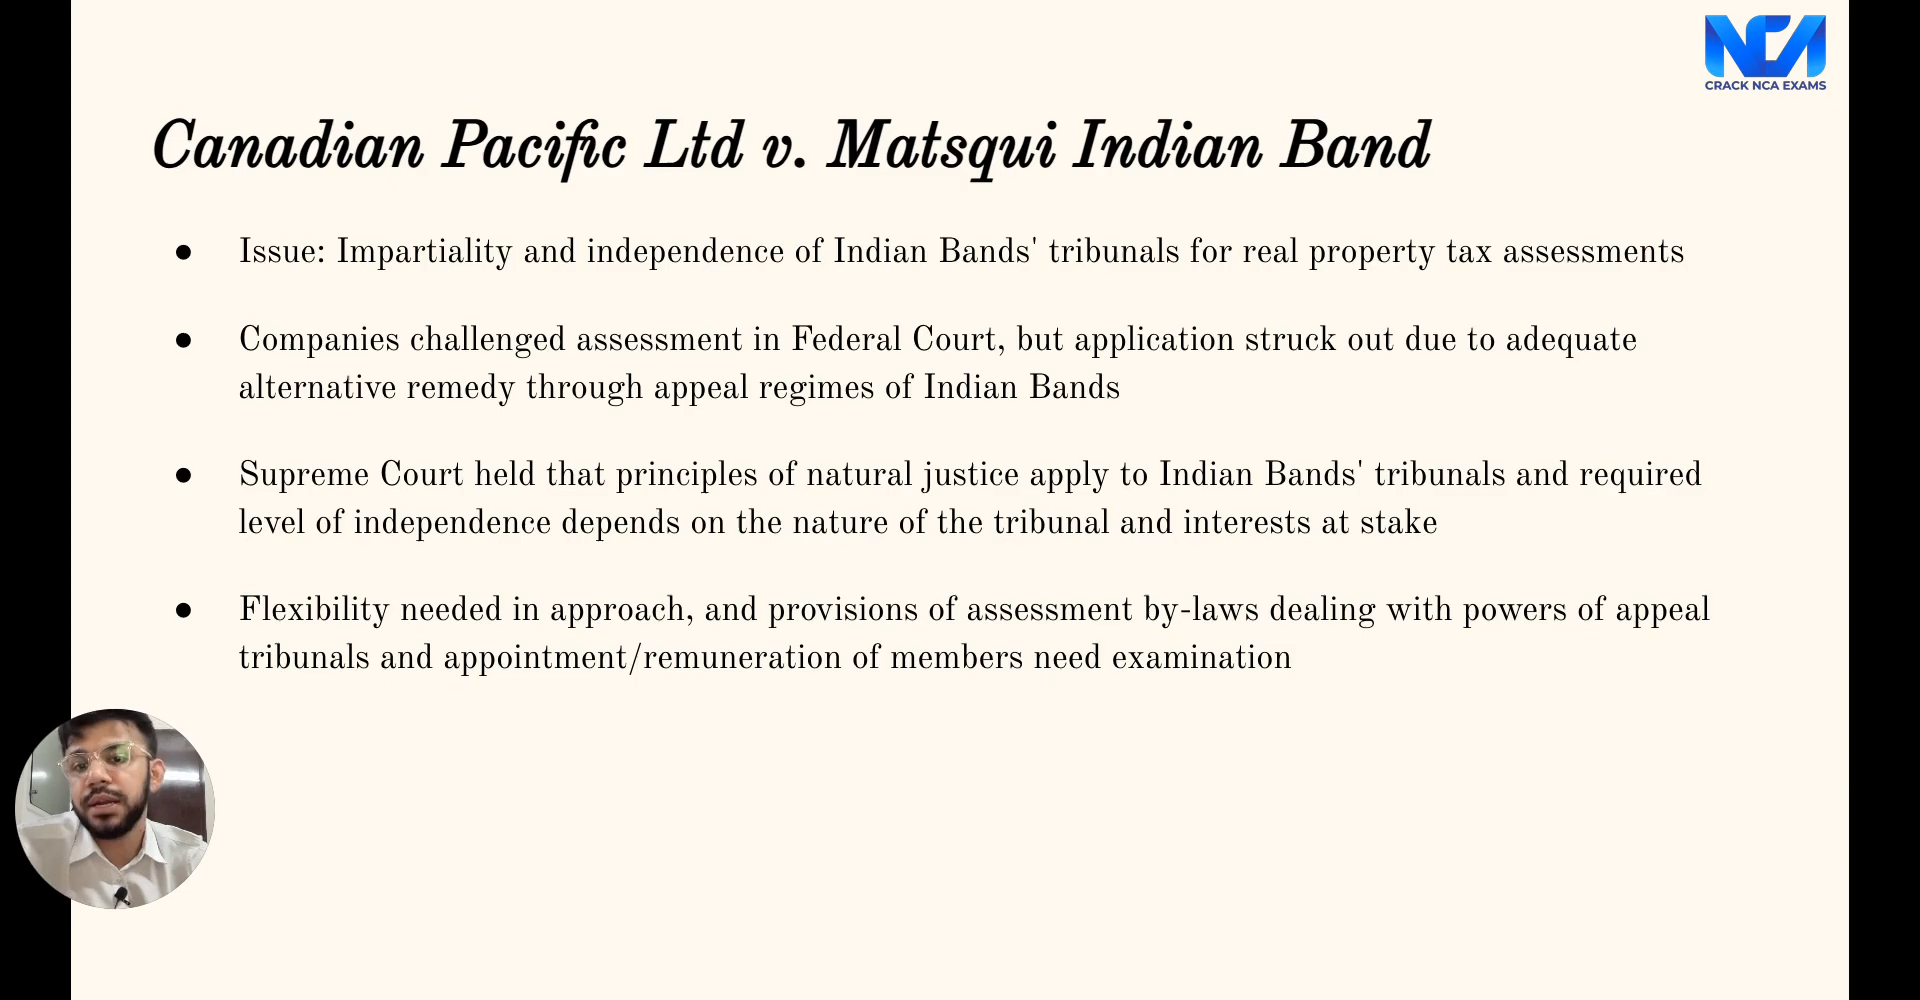 NCA
CRACK NCA EXAMS
Canadian Pacific Ltd v. Matsqui Indian Band
● Issue: Impartiality and independence of Indian Bands' tribunals for real property tax assessments
● Companies challenged assessment in Federal Court, but application struck out due to adequate
alternative remedy through appeal regimes of Indian Bands
● Supreme Court held that principles of natural justice apply to Indian Bands' tribunals and required
level of independence depends on the nature of the tribunal and interests at stake
● Flexibility needed in approach, and provisions of assessment by-laws dealing with powers of appeal
tribunals and appointment/remuneration of members need examination